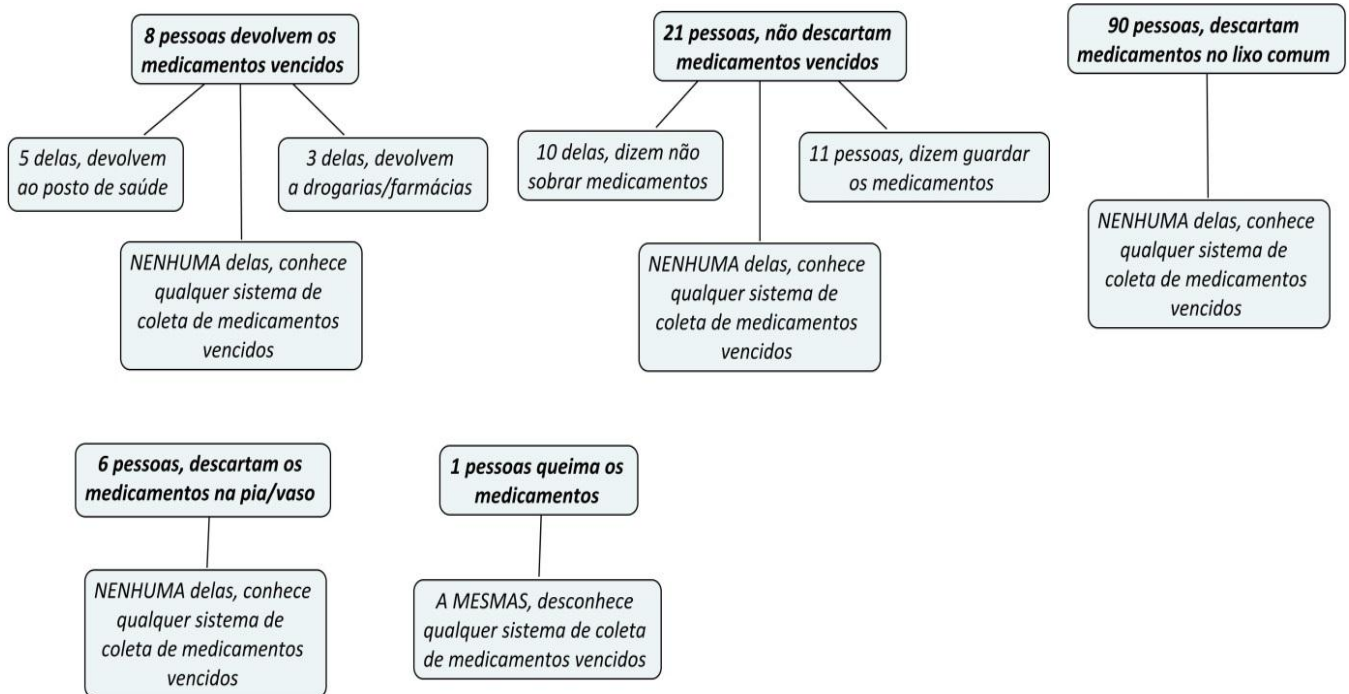 8 pessoas devolvem os
medicamentos vencidos
5 delas, devolvem
ao posto de saúde
3 delas, devolvem
a drogarias/farmácias
NENHUMA delas, conhece
qualquer sistema de
coleta de medicamentos
vencidos
21 pessoas, não descartam
medicamentos vencidos
10 delas, dizem não
sobrar medicamentos
11 pessoas, dizem guardar
os medicamentos
NENHUMA delas, conhece
qualquer sistema de
coleta de medicamentos
vencidos
90 pessoas, descartam
medicamentos no lixo comum
NENHUMA delas, conhece
qualquer sistema de
coleta de medicamentos
vencidos
6 pessoas, descartam os
medicamentos na pia/vaso
NENHUMA delas, conhece
qualquer sistema de
coleta de medicamentos
vencidos
1 pessoas queima os
medicamentos
A MESMAS, desconhece
qualquer sistema de coleta
de medicamentos vencidos